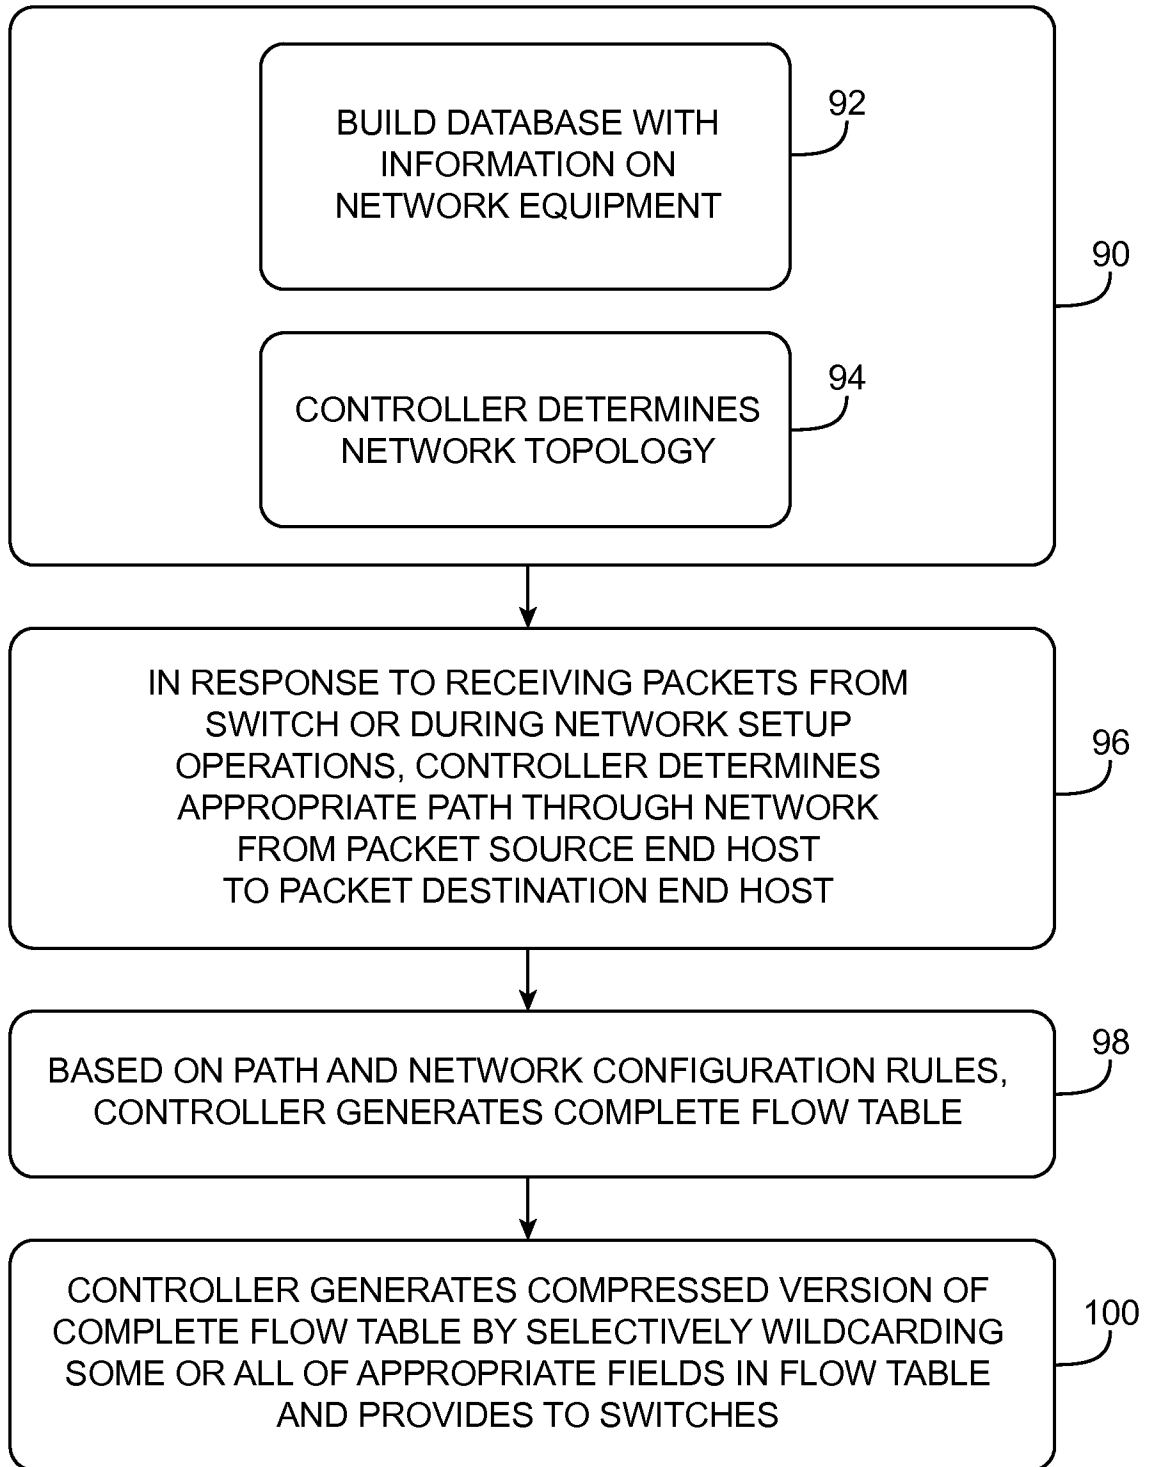 BUILD DATABASE WITH
INFORMATION ON
NETWORK EQUIPMENT
92
90
CONTROLLER DETERMINES
NETWORK TOPOLOGY
94
IN RESPONSE TO RECEIVING PACKETS FROM
SWITCH OR DURING NETWORK SETUP
OPERATIONS, CONTROLLER DETERMINES
APPROPRIATE PATH THROUGH NETWORK
FROM PACKET SOURCE END HOST
TO PACKET DESTINATION END HOST
96
BASED ON PATH AND NETWORK CONFIGURATION RULES,
CONTROLLER GENERATES COMPLETE FLOW TABLE
98
CONTROLLER GENERATES COMPRESSED VERSION OF
COMPLETE FLOW TABLE BY SELECTIVELY WILDCARDING
SOME OR ALL OF APPROPRIATE FIELDS IN FLOW TABLE
AND PROVIDES TO SWITCHES
100